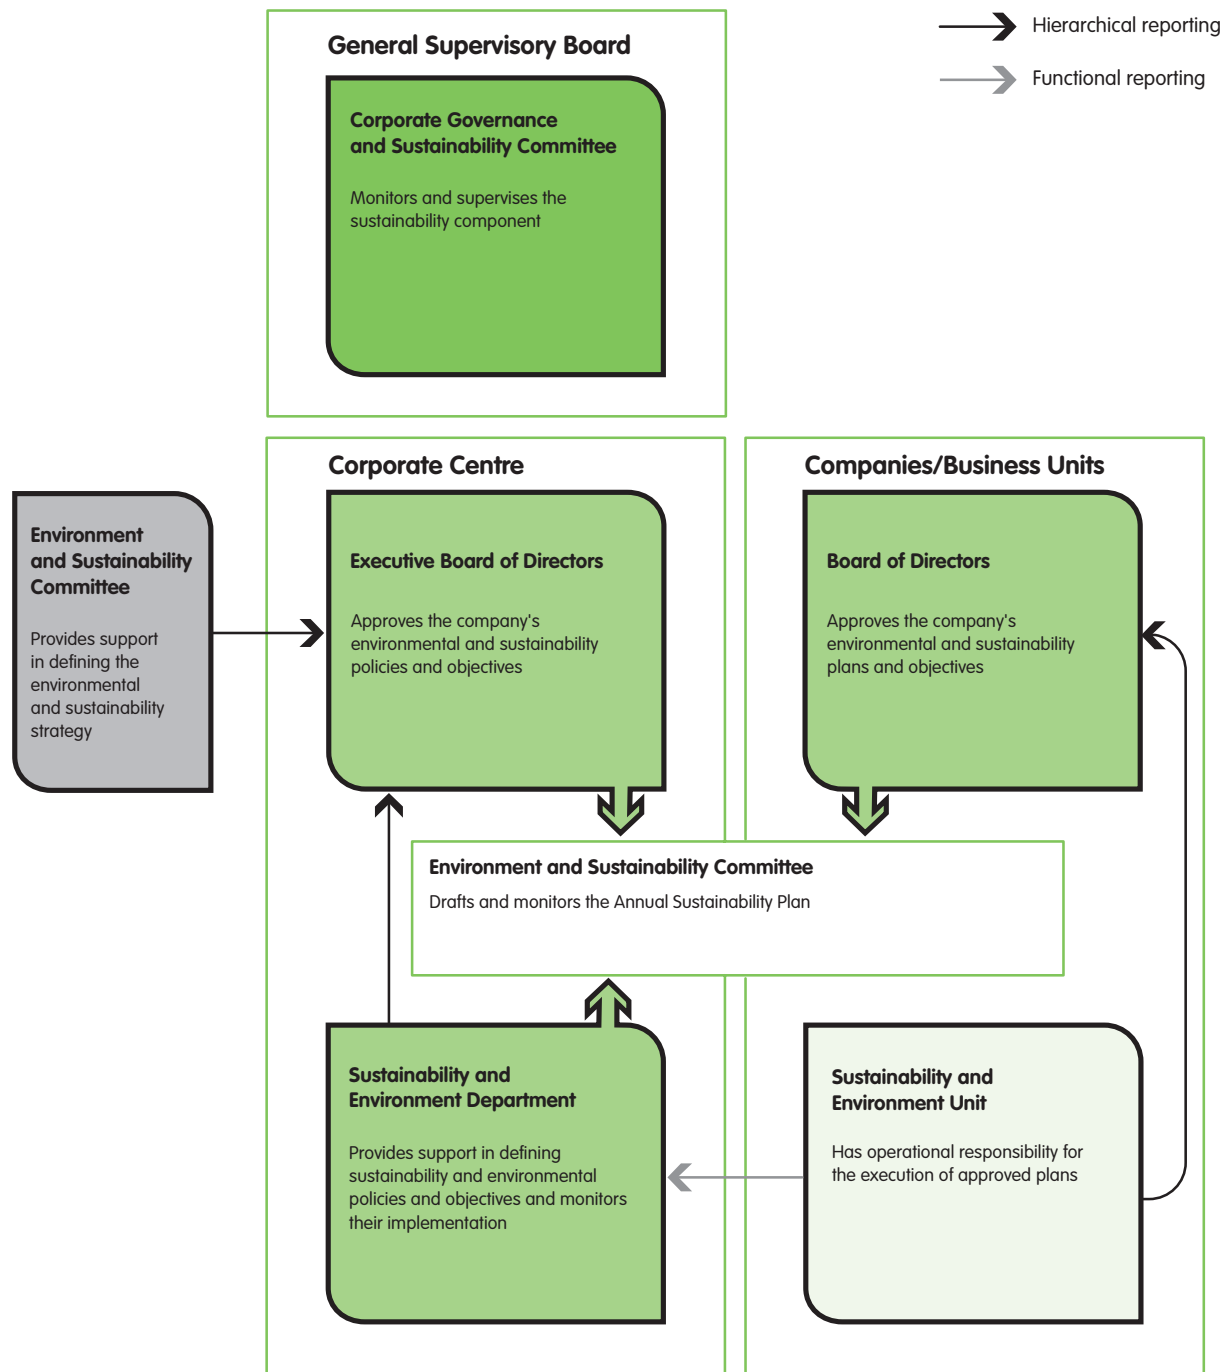 General Supervisory Board
Corporate Governance
and Sustainability Committee
Monitors and supervises the
sustainability component
Hierarchical reporting
Functional reporting
Environment
and Sustainability
Committee
Provides support
in defining the
environmental
and sustainability
strategy
Corporate Centre
Executive Board of Directors
Approves the company's
environmental and sustainability
policies and objectives
Companies/Business Units
Board of Directors
Approves the company's
environmental and sustainability
plans and objectives
Environment and Sustainability Committee
Drafts and monitors the Annual Sustainability Plan
Sustainability and
Environment Department
Provides support in defining
sustainability and environmental
policies and objectives and monitors
their implementation
Sustainability and
Environment Unit
Has operational responsibility for
the execution of approved plans